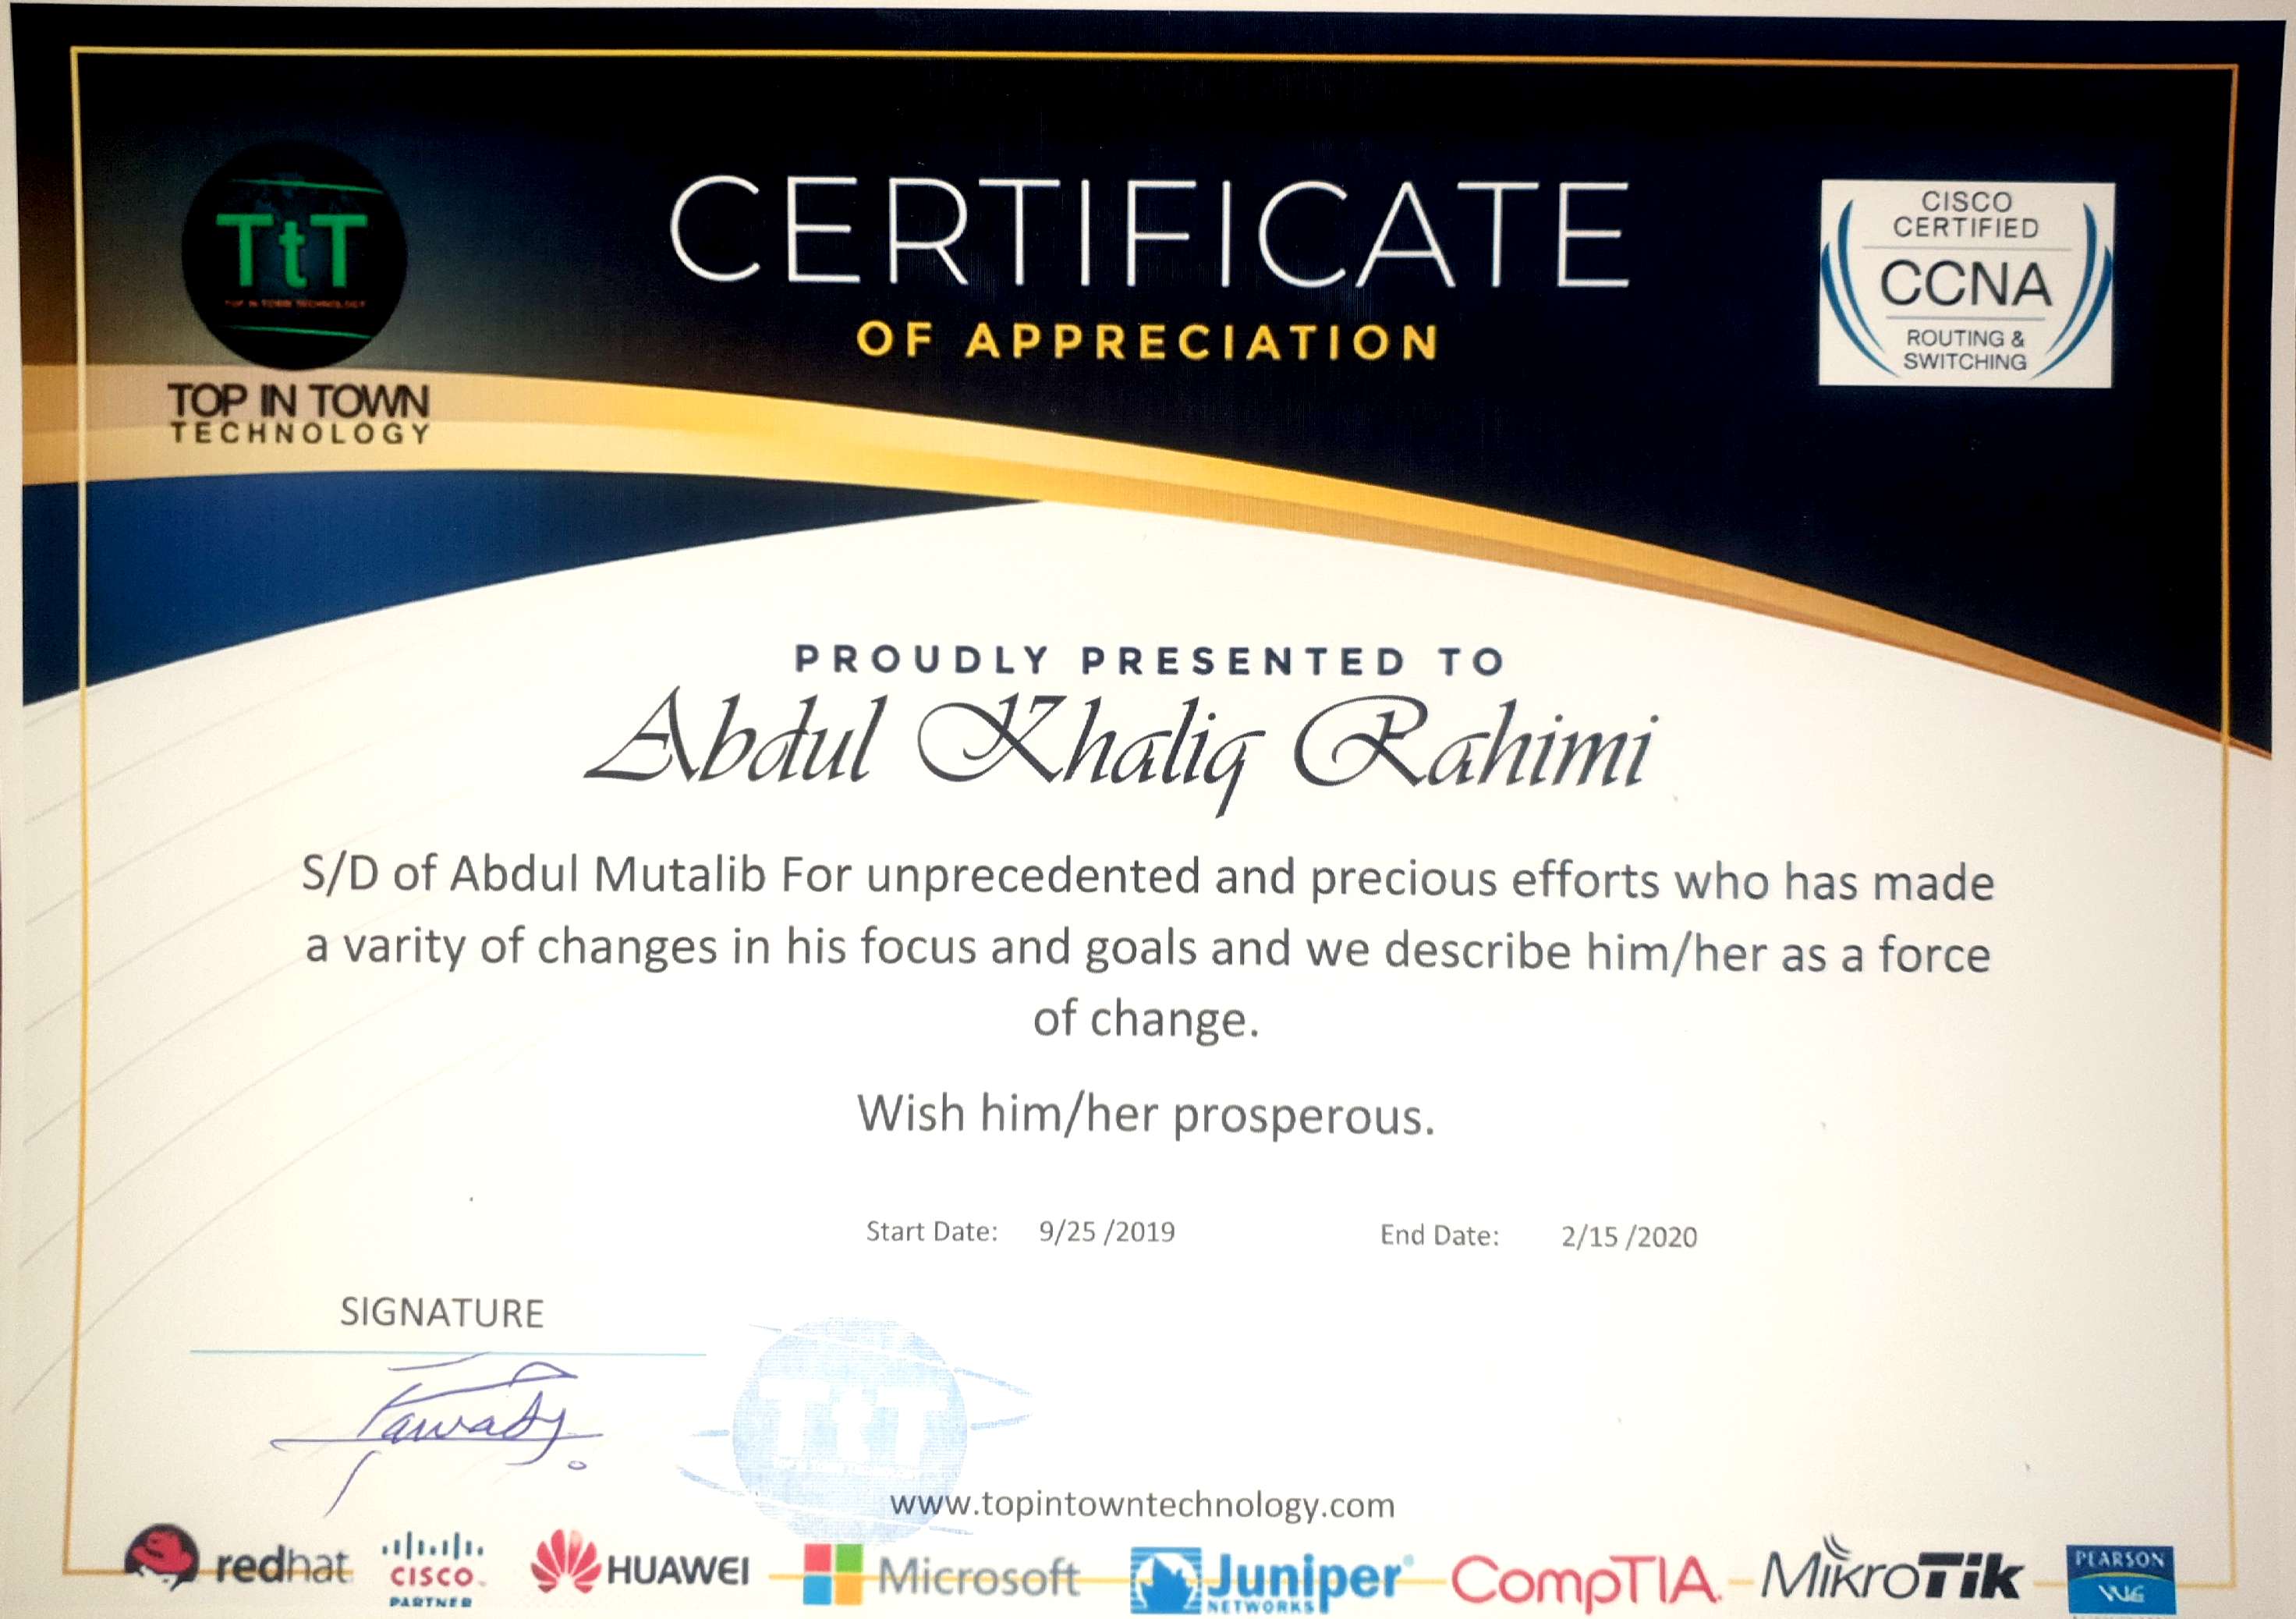 CERTIFICATE
OF APPRECIATION
TtT
TOP IN TOWN TECHNOLOGY
TOP IN TOWN
TECHNOLOGY
CISCO
CERTIFIED
CCNA
ROUTING &
SWITCHING
PROUDLY PRESENTED TO
Abdul Khaliq Rahimi
S/D of Abdul Mutalib For unprecedented and precious efforts who has made
a varity of changes in his focus and goals and we describe him/her as a force
of change.
Wish him/her prosperous.
Start Date: 9/25 /2019 End Date: 2/15 /2020
SIGNATURE
TtT
www.topintowntechnology.com
redhat
CISCO
PARTNER
HUAWEI
Microsoft
Juniper
NETWORKS
CompTIA.
MikroTik
PEARSON
VUE